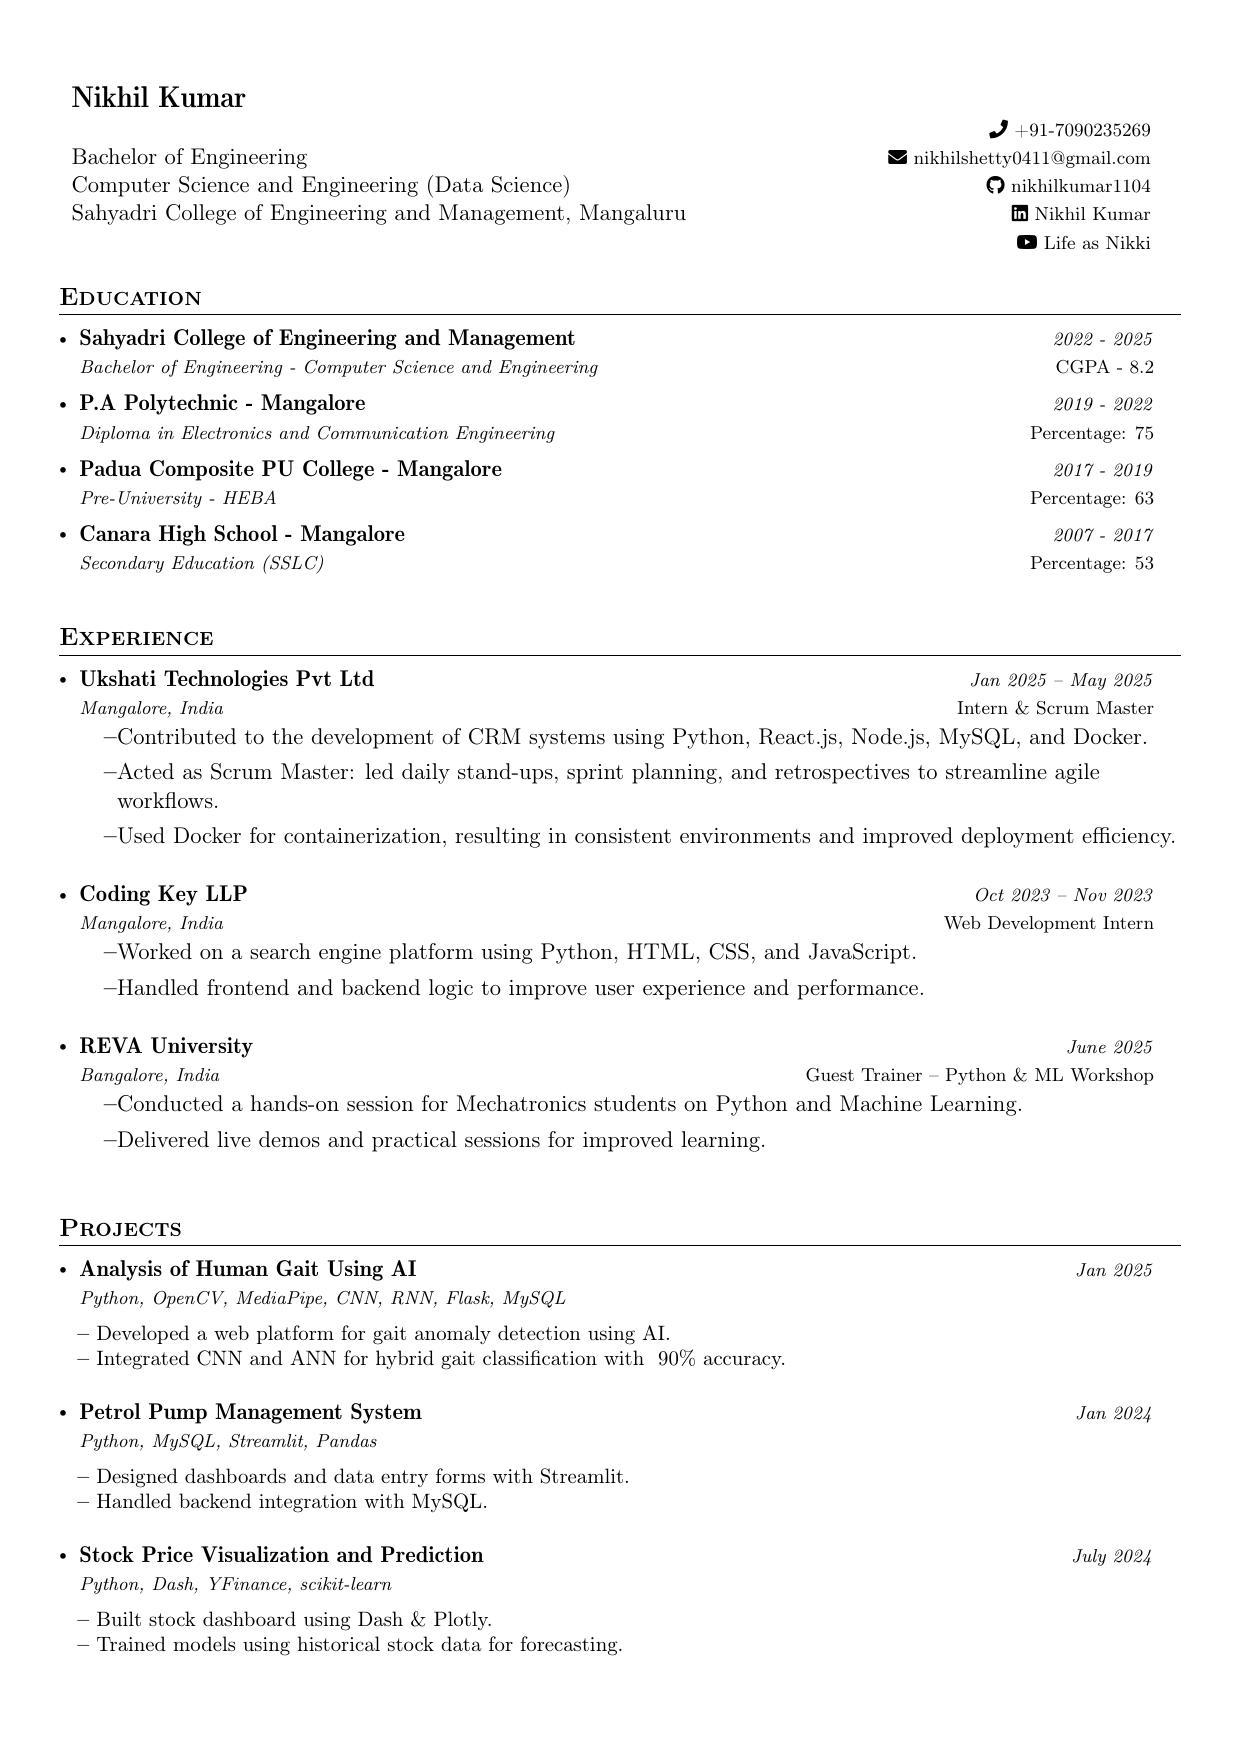 Nikhil Kumar
+91-7090235269
Bachelor of Engineering
nikhilshetty0411@gmail.com
Computer Science and Engineering (Data Science)
nikhilkumar1104
Sahyadri College of Engineering and Management, Mangaluru
Nikhil Kumar
Life as Nikki
EDUCATION
• Sahyadri College of Engineering and Management 2022 - 2025
Bachelor of Engineering - Computer Science and Engineering CGPA - 8.2
• P.A Polytechnic - Mangalore 2019 - 2022
Diploma in Electronics and Communication Engineering Percentage: 75
• Padua Composite PU College - Mangalore 2017 - 2019
Pre-University - HEBA Percentage: 63
• Canara High School - Mangalore 2007 - 2017
Secondary Education (SSLC) Percentage: 53
EXPERIENCE
• Ukshati Technologies Pvt Ltd Jan 2025 – May 2025
Mangalore, India Intern & Scrum Master
–Contributed to the development of CRM systems using Python, React.js, Node.js, MySQL, and Docker.
–Acted as Scrum Master: led daily stand-ups, sprint planning, and retrospectives to streamline agile
workflows.
–Used Docker for containerization, resulting in consistent environments and improved deployment efficiency.
• Coding Key LLP Oct 2023 – Nov 2023
Mangalore, India Web Development Intern
–Worked on a search engine platform using Python, HTML, CSS, and JavaScript.
–Handled frontend and backend logic to improve user experience and performance.
• REVA University June 2025
Bangalore, India Guest Trainer – Python & ML Workshop
–Conducted a hands-on session for Mechatronics students on Python and Machine Learning.
–Delivered live demos and practical sessions for improved learning.
PROJECTS
• Analysis of Human Gait Using AI Jan 2025
Python, OpenCV, MediaPipe, CNN, RNN, Flask, MySQL
– Developed a web platform for gait anomaly detection using AI.
– Integrated CNN and ANN for hybrid gait classification with 90% accuracy.
• Petrol Pump Management System Jan 2024
Python, MySQL, Streamlit, Pandas
– Designed dashboards and data entry forms with Streamlit.
– Handled backend integration with MySQL.
• Stock Price Visualization and Prediction July 2024
Python, Dash, YFinance, scikit-learn
– Built stock dashboard using Dash & Plotly.
– Trained models using historical stock data for forecasting.